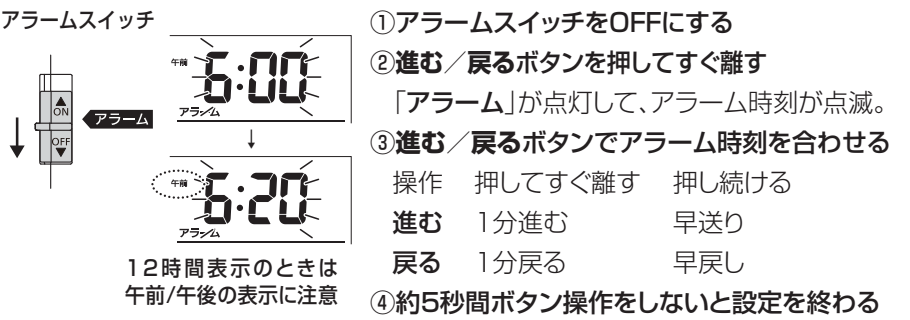 アラームスイッチ
ON
OFF
アラーム
午前
6:00
アラーム
↓
午前
6:20
アラーム
12時間表示のときは
午前/午後の表示に注意
①アラームスイッチをOFFにする
②進む/戻るボタンを押してすぐ離す
「アラーム」が点灯して、アラーム時刻が点滅。
③進む/戻るボタンでアラーム時刻を合わせる
操作 押してすぐ離す 押し続ける
進む 1分進む 早送り
戻る 1分戻る 早戻し
④約5秒間ボタン操作をしないと設定を終わる